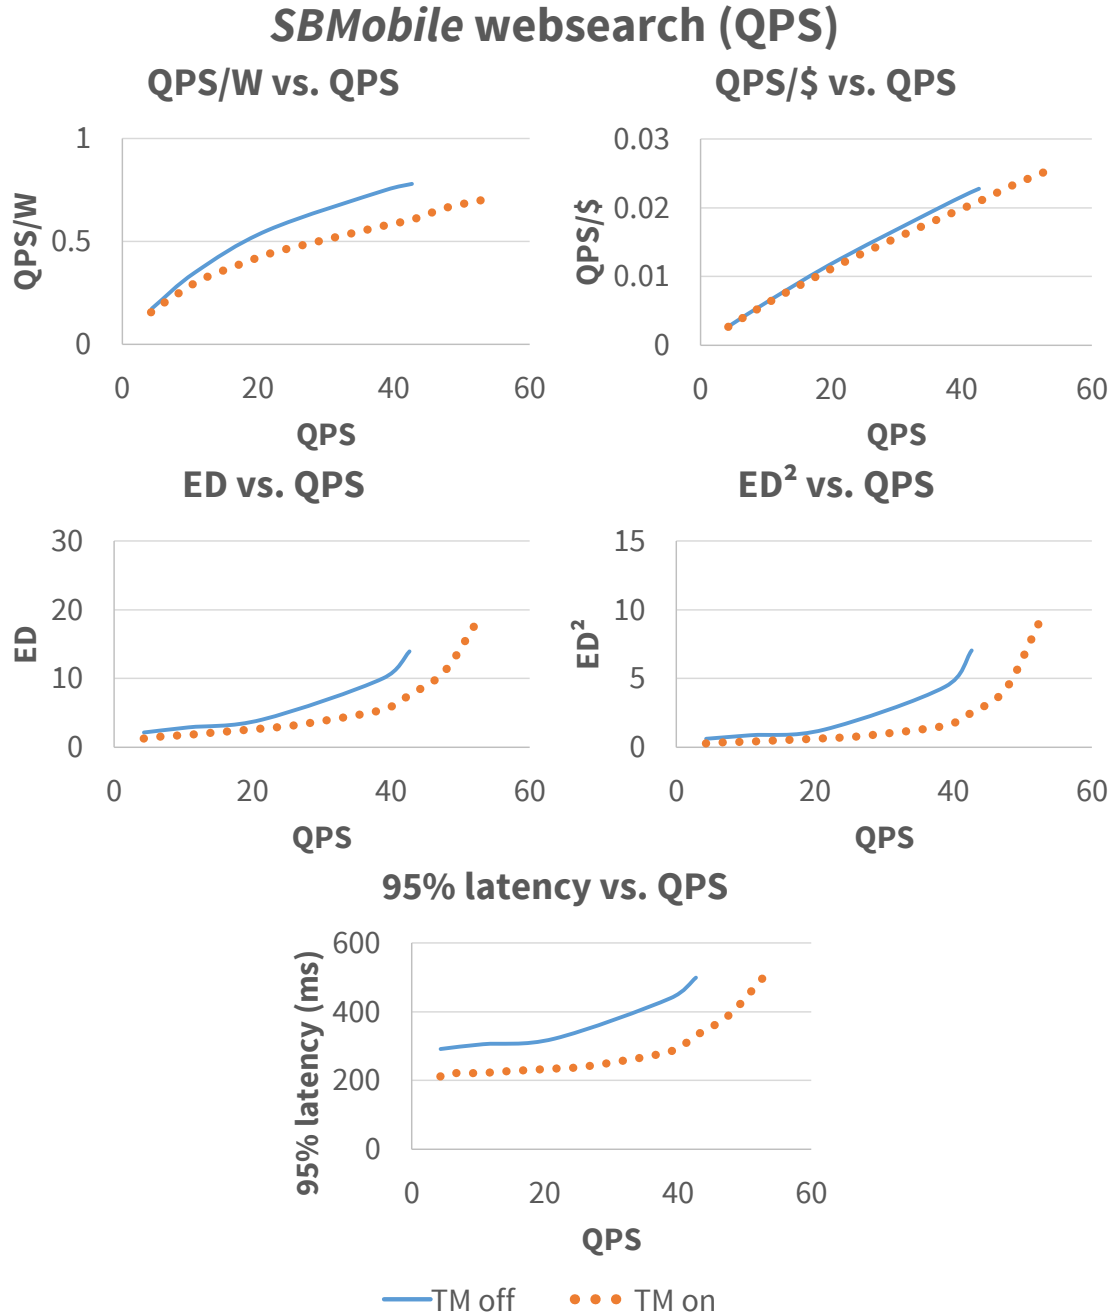 SBMobile websearch (QPS)
QPS/W vs. QPS
1
0.5
0
QPS/W
0 20 40 60
QPS
QPS/$ vs. QPS
0.03
0.02
0.01
0
QPS/$
0 20 40 60
QPS
ED vs. QPS
30
20
10
0
ED
0 20 40 60
QPS
ED² vs. QPS
15
10
5
0
ED²
0 20 40 60
QPS
95% latency vs. QPS
600
400
200
0
95% latency (ms)
0 20 40 60
QPS
TM off TM on